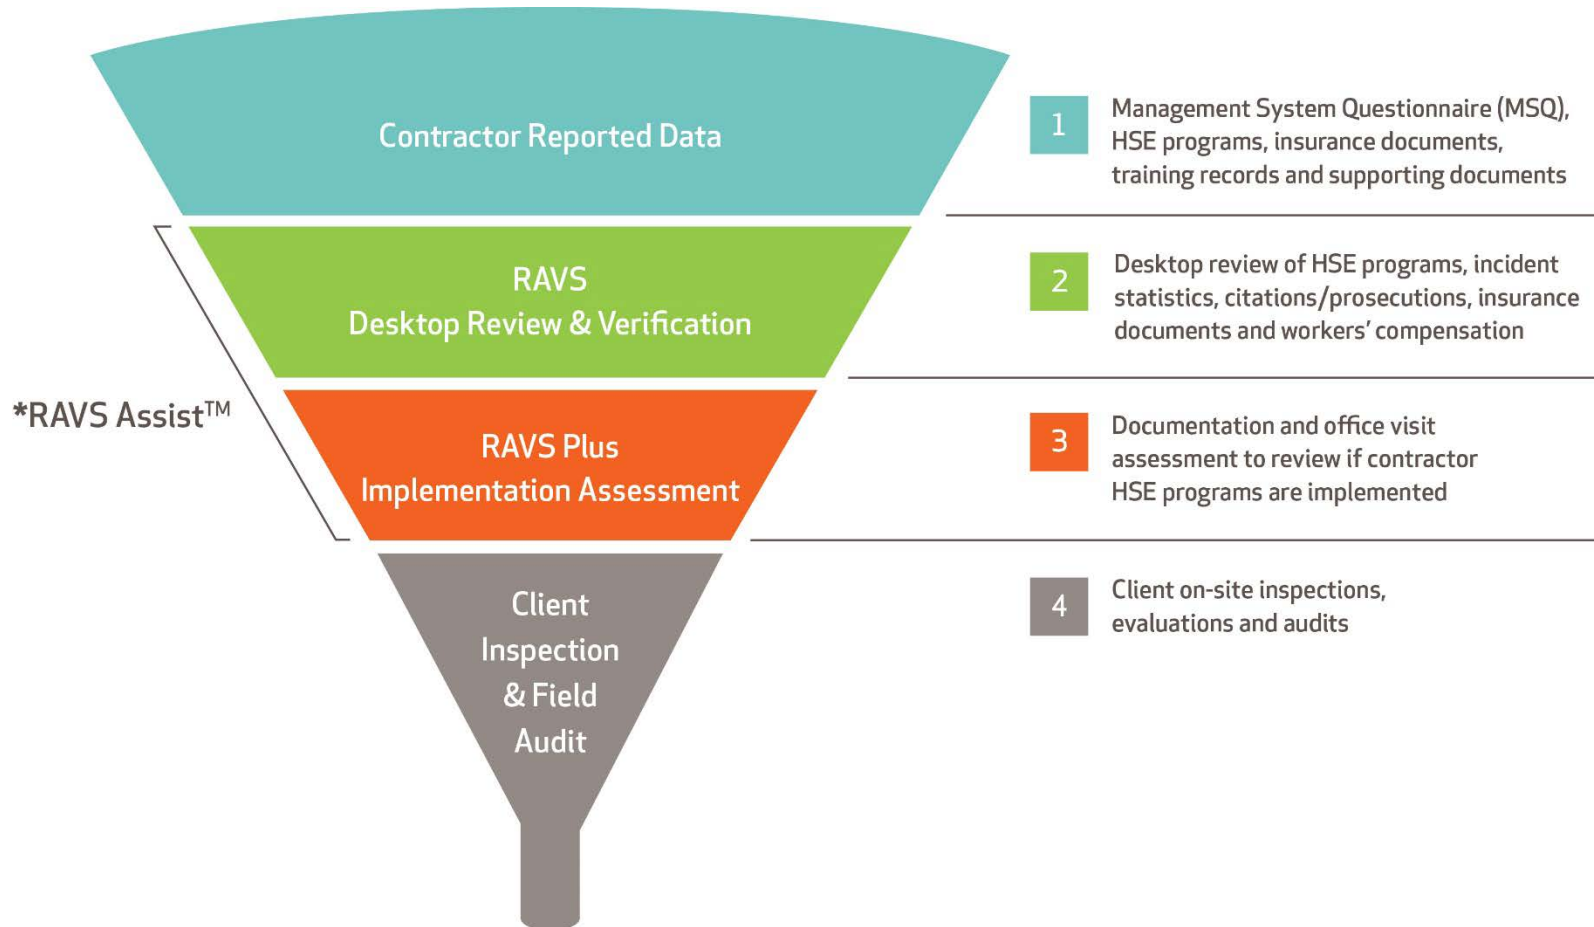 Contractor Reported Data
1
Management System Questionnaire (MSQ),
HSE programs, insurance documents,
training records and supporting documents
RAVS
Desktop Review & Verification
2
Desktop review of HSE programs, incident
statistics, citations/prosecutions, insurance
documents and workers’ compensation
*RAVS Assist™
RAVS Plus
Implementation Assessment
3
Documentation and office visit
assessment to review if contractor
HSE programs are implemented
Client
Inspection
& Field
Audit
4
Client on-site inspections,
evaluations and audits